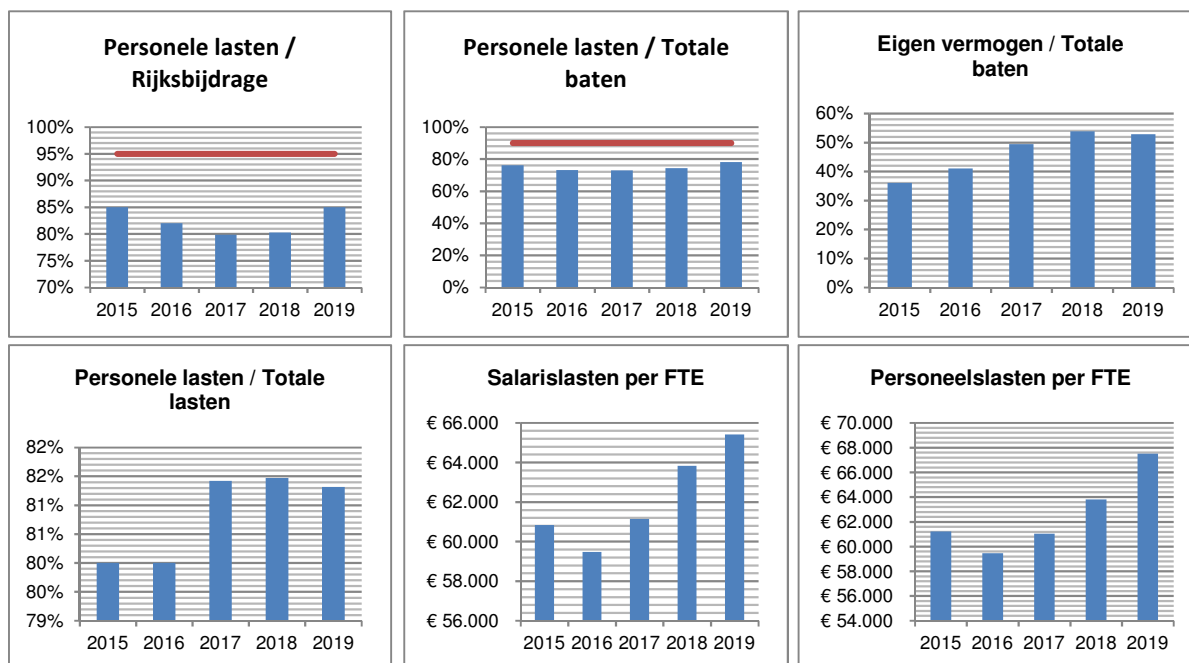 Personele lasten /
Rijksbijdrage
100%
95%
90%
85%
80%
75%
70%
2015 2016 2017 2018 2019
Personele lasten / Totale
baten
100%
80%
60%
40%
20%
0%
2015 2016 2017 2018 2019
Eigen vermogen / Totale
baten
60%
50%
40%
30%
20%
10%
0%
2015 2016 2017 2018 2019
Personele lasten / Totale
lasten
82%
82%
81%
81%
80%
80%
79%
2015 2016 2017 2018 2019
Salarislasten per FTE
€ 66.000
€ 64.000
€ 62.000
€ 60.000
€ 58.000
€ 56.000
2015 2016 2017 2018 2019
Personeelslasten per FTE
€ 70.000
€ 68.000
€ 66.000
€ 64.000
€ 62.000
€ 60.000
€ 58.000
€ 56.000
€ 54.000
2015 2016 2017 2018 2019